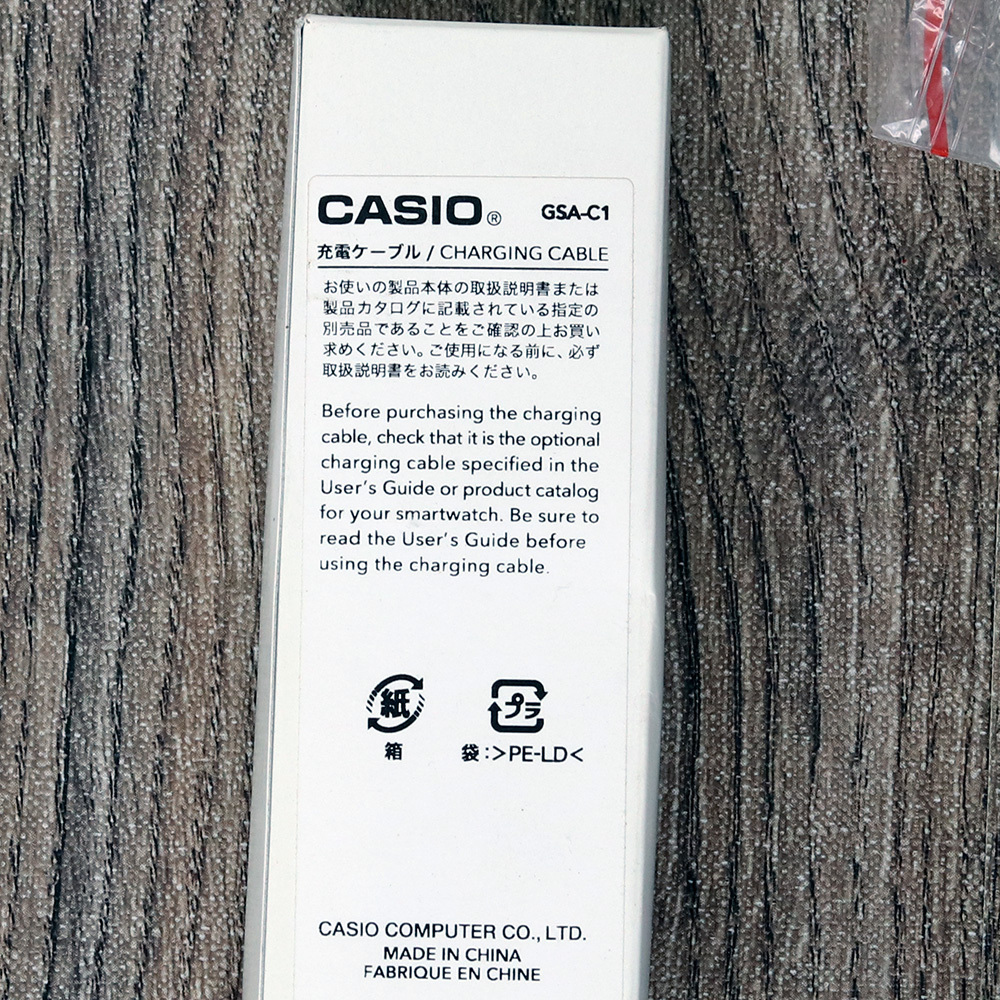 CASIO® GSA-C1
充電ケーブル / CHARGING CABLE
お使いの製品本体の取扱説明書または
製品カタログに記載されている指定の
別売品であることをご確認の上お買い
求めください。ご使用になる前に、必ず
取扱説明書をお読みください。
Before purchasing the charging
cable, check that it is the optional
charging cable specified in the
User's Guide or product catalog
for your smartwatch. Be sure to
read the User's Guide before
using the charging cable.
紙 プラ
箱 袋:>PE-LD<
CASIO COMPUTER CO., LTD.
MADE IN CHINA
FABRIQUE EN CHINE